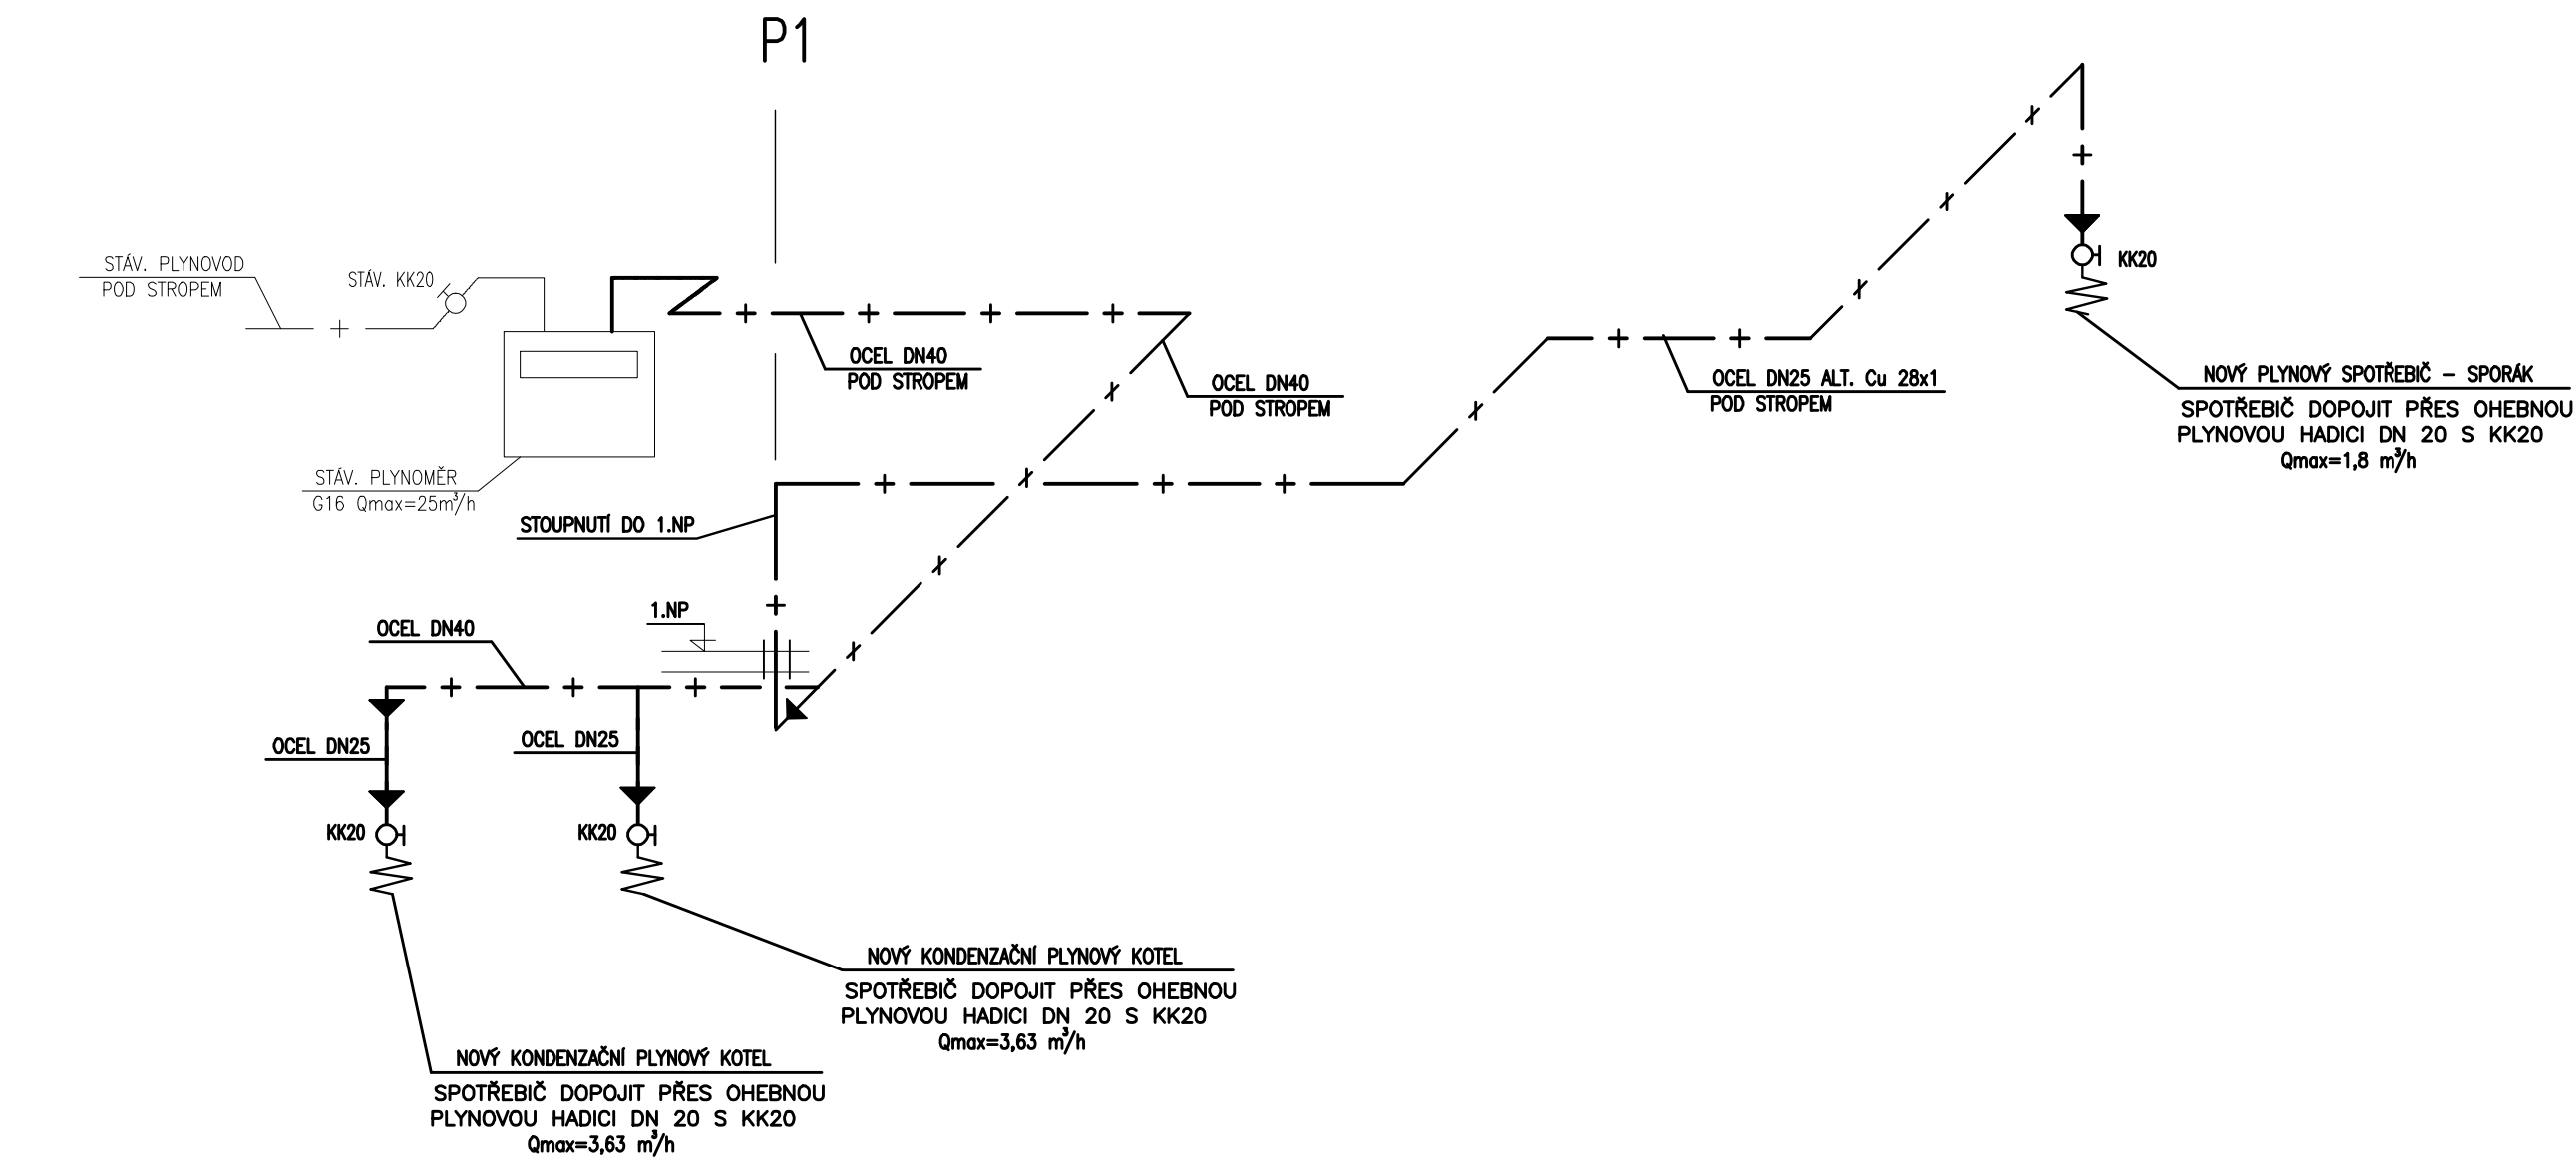 P1
STÁV. PLYNOVOD
POD STROPEM
STÁV. KK20
KK20
OCEL DN40
POD STROPEM
OCEL DN40
POD STROPEM
OCEL DN25 ALT. Cu 28x1
POD STROPEM
NOVÝ PLYNOVÝ SPOTŘEBIČ – SPORÁK
SPOTŘEBIČ DOPOJIT PŘES OHEBNOU
PLYNOVOU HADICI DN 20 S KK20
Qmax=1,8 m³/h
STÁV. PLYNOMĚR
G16 Qmax=25m³/h
STOUPNUTÍ DO 1.NP
1.NP
OCEL DN40
OCEL DN25
OCEL DN25
KK20
KK20
NOVÝ KONDENZAČNÍ PLYNOVÝ KOTEL
SPOTŘEBIČ DOPOJIT PŘES OHEBNOU
PLYNOVOU HADICI DN 20 S KK20
Qmax=3,63 m³/h
NOVÝ KONDENZAČNÍ PLYNOVÝ KOTEL
SPOTŘEBIČ DOPOJIT PŘES OHEBNOU
PLYNOVOU HADICI DN 20 S KK20
Qmax=3,63 m³/h